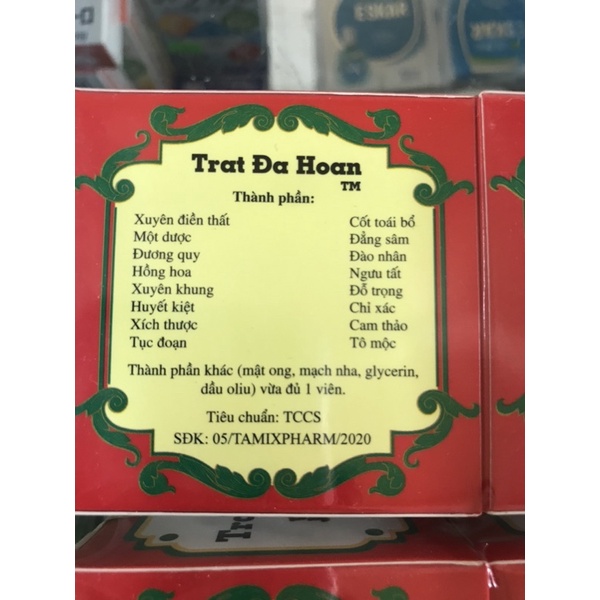 Trat Đa Hoan
TM
Thành phần:
Xuyên điền thất
Một dược
Đương quy
Hồng hoa
Xuyên khung
Huyết kiệt
Xích thược
Tục đoạn
Cốt toái bổ
Đẳng sâm
Đào nhân
Ngưu tất
Đỗ trọng
Chỉ xác
Cam thảo
Tô mộc
Thành phần khác (mật ong, mạch nha, glycerin,
dầu oliu) vừa đủ 1 viên.
Tiêu chuẩn: TCCS
SĐK: 05/TAMIXPHARM/2020